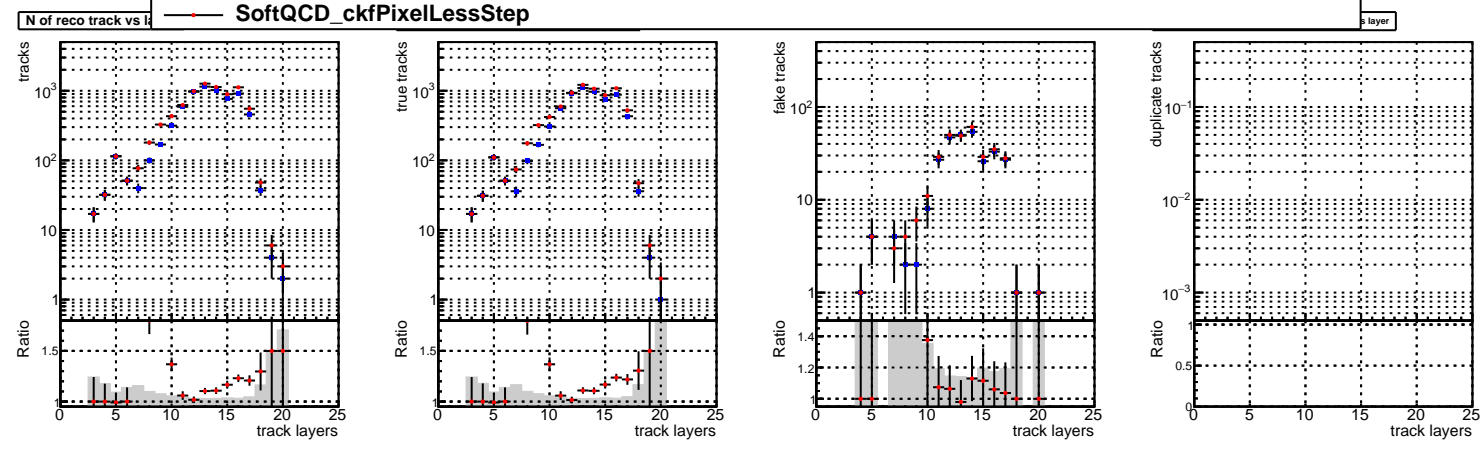 SoftQCD_ckfPixelLessStep
N of reco track vs la
s layer
tracks
10³
10²
10
1
Ratio
1.5
1
0 5 10 15 20 25
track layers
true tracks
10³
10²
10
1
Ratio
1.5
1
0 5 10 15 20 25
track layers
fake tracks
10²
10
1
Ratio
1.4
1.2
1
0 5 10 15 20 25
track layers
duplicate tracks
10⁻¹
10⁻²
10⁻³
Ratio
1
0.5
0
0 5 10 15 20 25
track layers